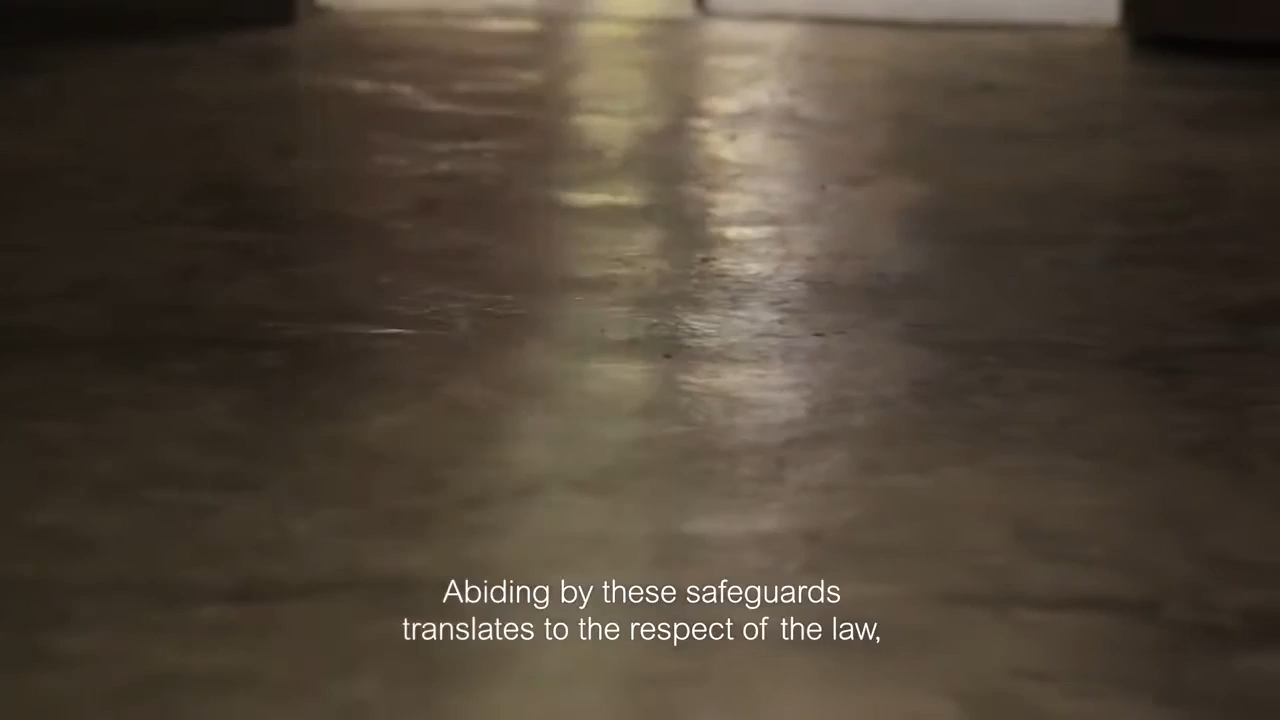 Abiding by these safeguards
translates to the respect of the law,